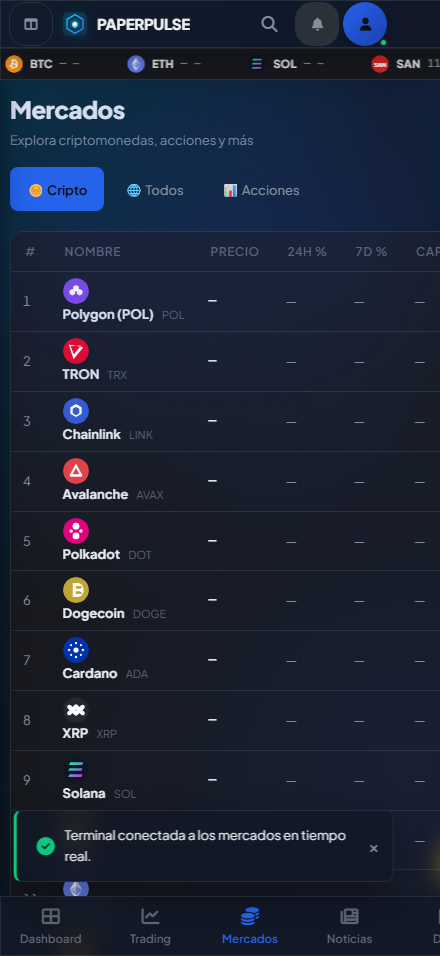 PAPERPULSE
BTC – – ETH – – SOL – – SAN 11
Mercados
Explora criptomonedas, acciones y más
Cripto Todos Acciones
# NOMBRE PRECIO 24H % 7D % CAP
1 Polygon (POL) POL – — —
2 TRON TRX – — —
3 Chainlink LINK – — —
4 Avalanche AVAX – — —
5 Polkadot DOT – — —
6 Dogecoin DOGE – — —
7 Cardano ADA – — —
8 XRP XRP – — —
9 Solana SOL – — —
Terminal conectada a los mercados en tiempo
real. ×
Dashboard Trading Mercados Noticias